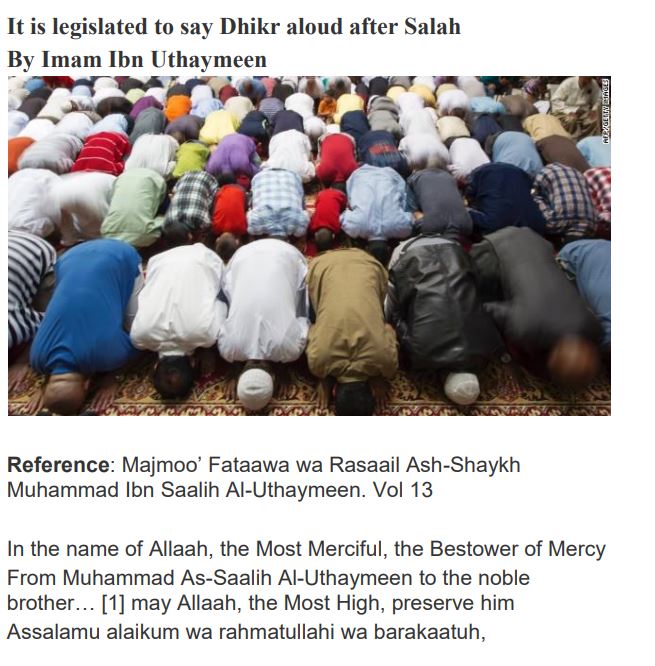 It is legislated to say Dhikr aloud after Salah
By Imam Ibn Uthaymeen
AFP/GETTY IMAGES
Reference: Majmoo’ Fataawa wa Rasaail Ash-Shaykh
Muhammad Ibn Saalih Al-Uthaymeen. Vol 13
In the name of Allaah, the Most Merciful, the Bestower of Mercy
From Muhammad As-Saalih Al-Uthaymeen to the noble
brother… [1] may Allaah, the Most High, preserve him
Assalamu alaikum wa rahmatullahi wa barakaatuh,